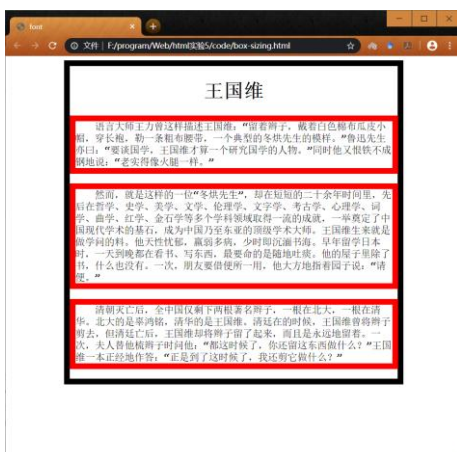 font
文件 | F:/program/Web/html实验5/code/box-sizing.html
王国维
语言大师王力曾这样描述王国维：“留着辫子，戴着白色棉布瓜皮小
帽，穿长袍，勒一条粗布腰带，一个典型的冬烘先生的模样。”鲁迅先生
亦曰：“要谈国学，王国维才算一个研究国学的人物。”同时他又恨铁不成
钢地说：“老实得像火腿一样。”
然而，就是这样的一位“冬烘先生”，却在短短的二十余年时间里，先
后在哲学、史学、美学、文学、伦理学、文字学、考古学、心理学、词
学、曲学、红学、金石学等多个学科领域取得一流的成就，一举奠定了中
国现代学术的基石，成为中国乃至东亚的顶级学术大师。王国维生来就是
做学问的料。他天性忧郁，羸弱多病，少时即沉湎书海。早年留学日本
时，一天到晚都在看书、写东西，最要命的是随地吐痰。他的屋子里除了
书，什么也没有。一次，朋友要借便所一用，他大方地指着园子说：“请
便。”
清朝灭亡后，全中国仅剩下两根著名辫子，一根在北大，一根在清
华。北大的是辜鸿铭，清华的是王国维。清廷在的时候，王国维曾将辫子
剪去，但清廷亡后，王国维却将辫子留了起来，而且是永远地留着。一
次，夫人替他梳辫子时问他：“都这时候了，你还留这东西做什么？”王国
维一本正经地作答：“正是到了这时候了，我还剪它做什么？”